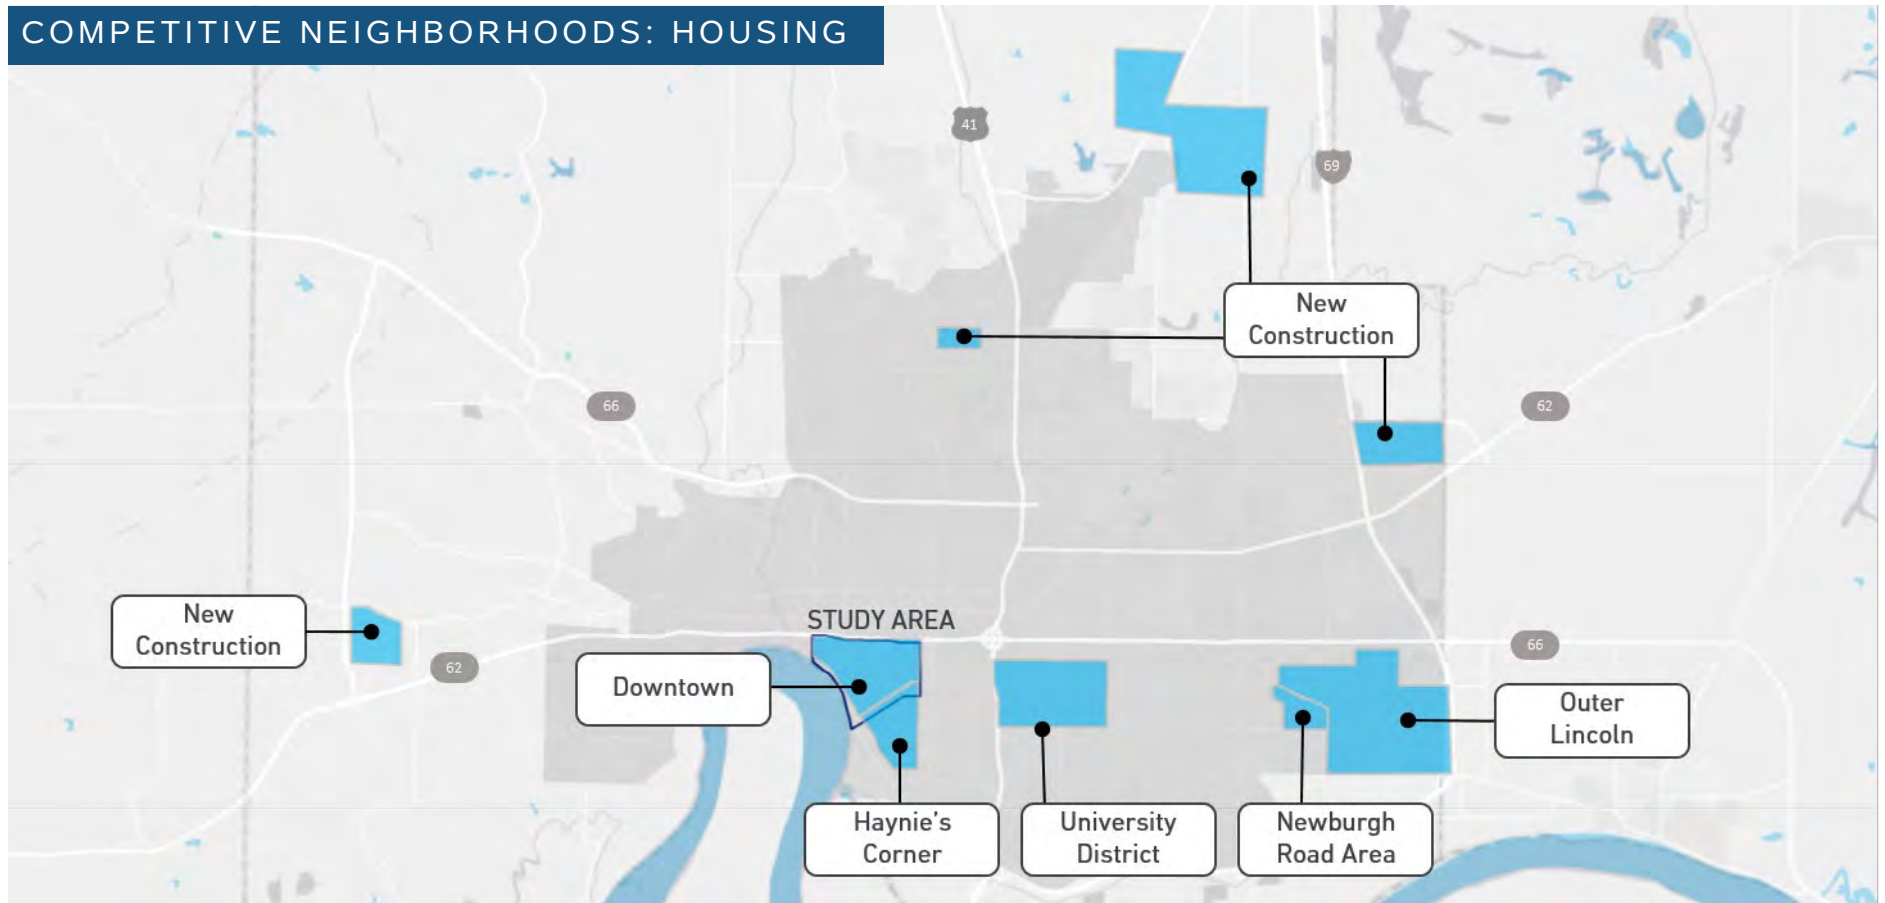 COMPETITIVE NEIGHBORHOODS: HOUSING
41
69
New
Construction
66
62
STUDY AREA
New
Construction
62
66
Downtown
Outer
Lincoln
Haynie's
Corner
University
District
Newburgh
Road Area